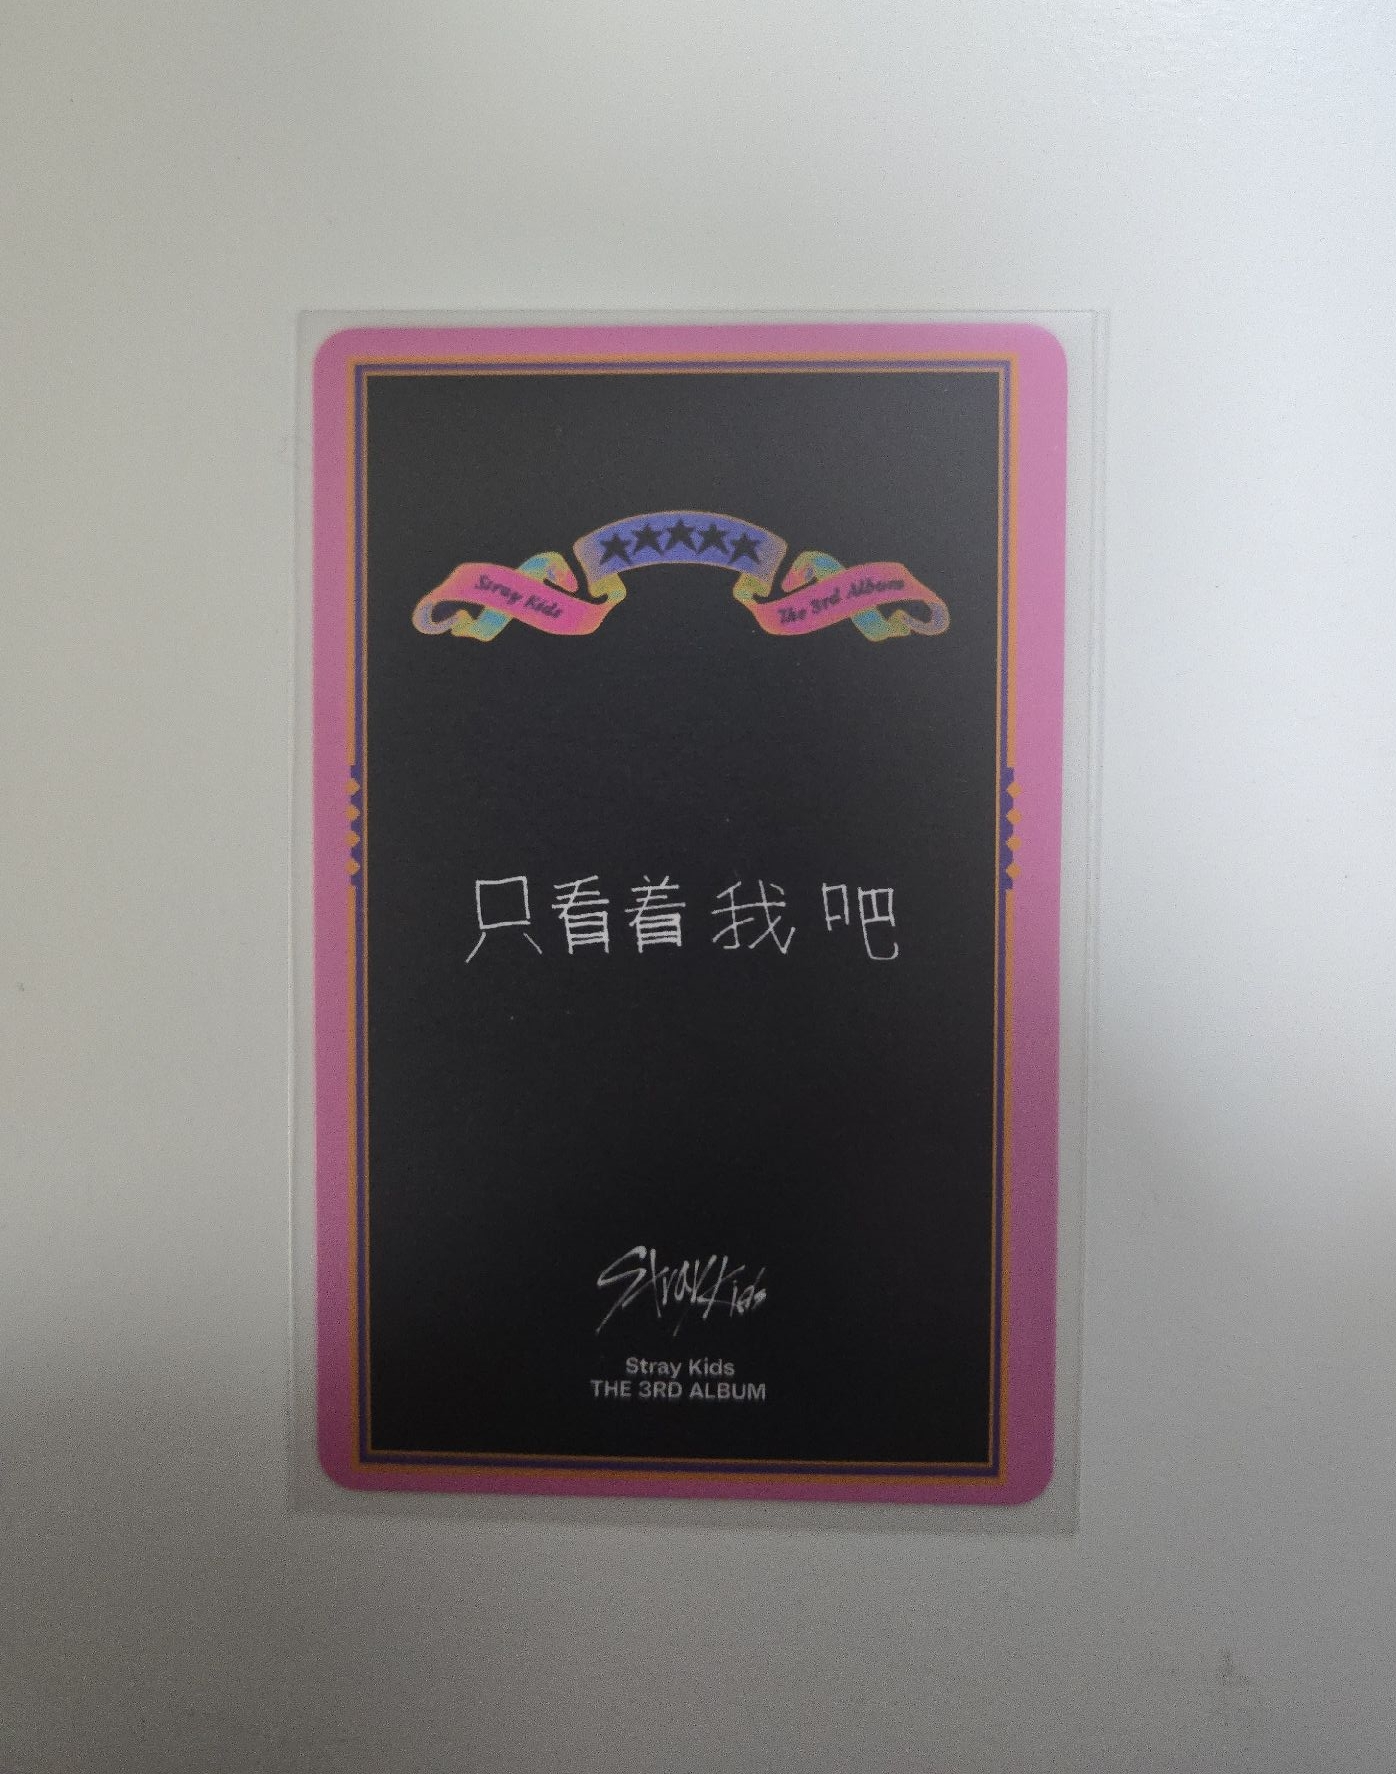 ★★★★★
Stray Kids
The 3rd Album
只看着我吧
Stray Kids
Stray Kids
THE 3RD ALBUM